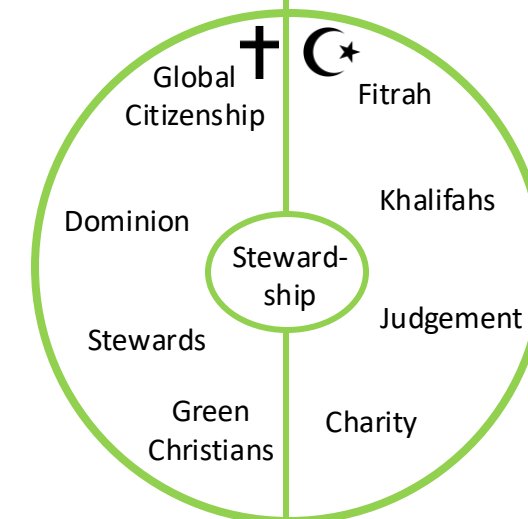 Global
Citizenship
Dominion
Stewards
Green
Christians
Steward-
ship
Fitrah
Khalifahs
Judgement
Charity